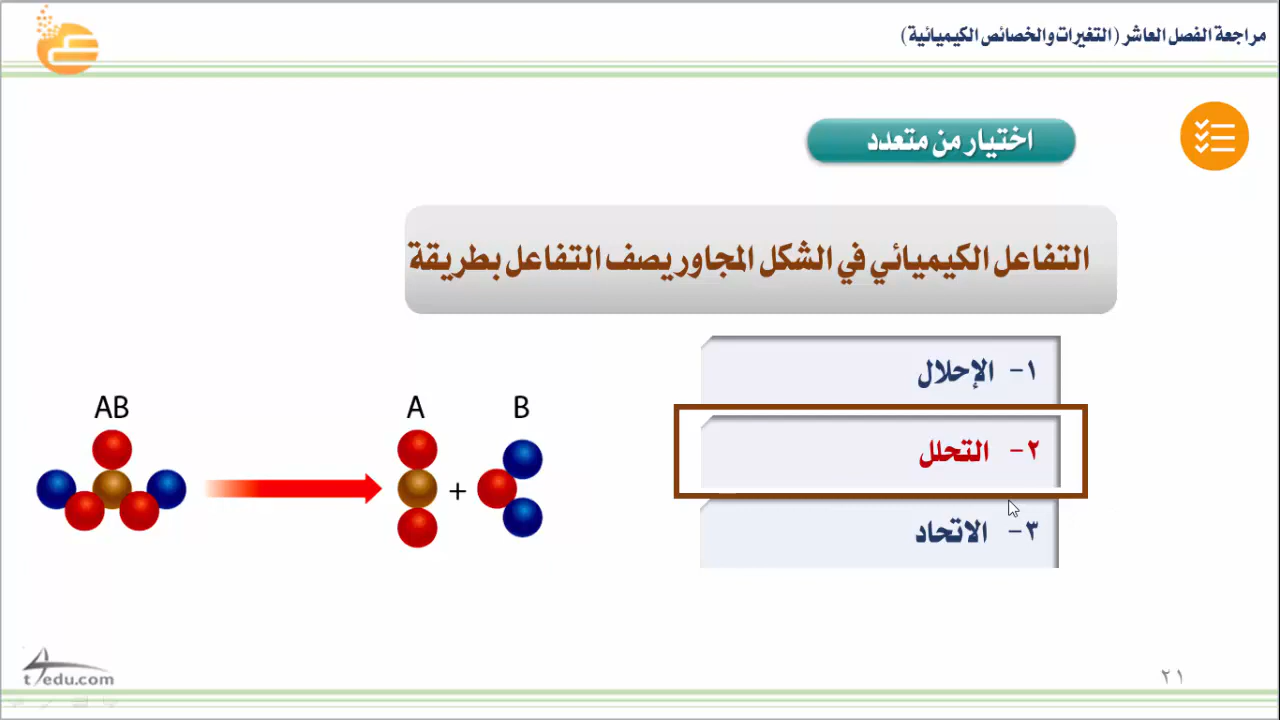 مراجعة الفصل العاشر (التغيرات والخصائص الكيميائية)
اختيار من متعدد
التفاعل الكيميائي في الشكل المجاور يصف التفاعل بطريقة
١- الإحلال
٢- التحلل
٣- الاتحاد
AB
A
B
+
t4edu.com
٢١